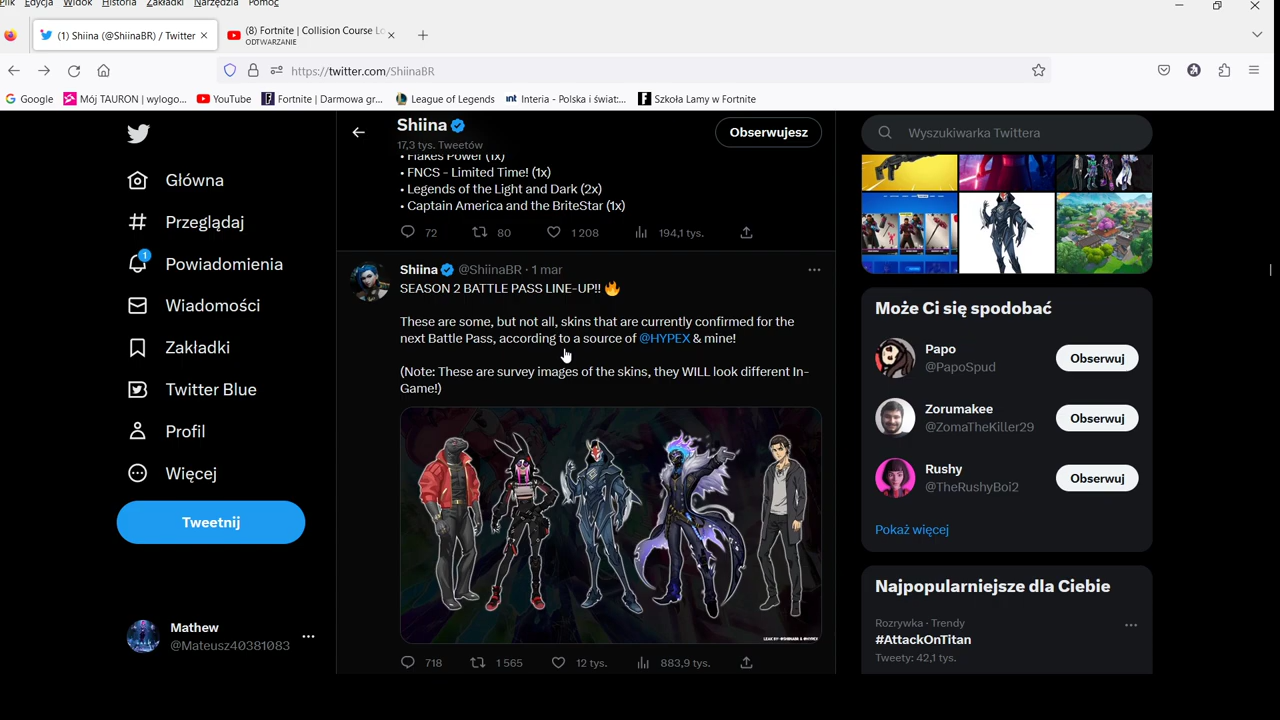 Plik Edycja Widok Historia Zakładki Narzędzia Pomoc
(1) Shiina (@ShiinaBR) / Twitter
(8) Fortnite | Collision Course Lo
ODTWARZANIE
https://twitter.com/ShiinaBR
Google
Mój TAURON | wylogo...
YouTube
Fortnite | Darmowa gr...
League of Legends
Interia - Polska i świat:...
Szkoła Lamy w Fortnite
Główna
Przeglądaj
1
Powiadomienia
Wiadomości
Zakładki
Twitter Blue
Profil
Więcej
Tweetnij
Mathew
@Mateusz40381083
Shiina
17,3 tys. Tweetów
Obserwujesz
• Flakes Power (1x)
• FNCS - Limited Time! (1x)
• Legends of the Light and Dark (2x)
• Captain America and the BriteStar (1x)
72 80 1 208 194,1 tys.
Shiina @ShiinaBR · 1 mar
SEASON 2 BATTLE PASS LINE-UP!! 🔥
These are some, but not all, skins that are currently confirmed for the
next Battle Pass, according to a source of @HYPEX & mine!
(Note: These are survey images of the skins, they WILL look different In-
Game!)
LEAK BY @SHIINABR & @HYPEX
718 1 565 12 tys. 883,9 tys.
Wyszukiwarka Twittera
Może Ci się spodobać
Papo
@PapoSpud
Obserwuj
Zorumakee
@ZomaTheKiller29
Obserwuj
Rushy
@TheRushyBoi2
Obserwuj
Pokaż więcej
Najpopularniejsze dla Ciebie
Rozrywka · Trendy
#AttackOnTitan
Tweety: 42,1 tys.